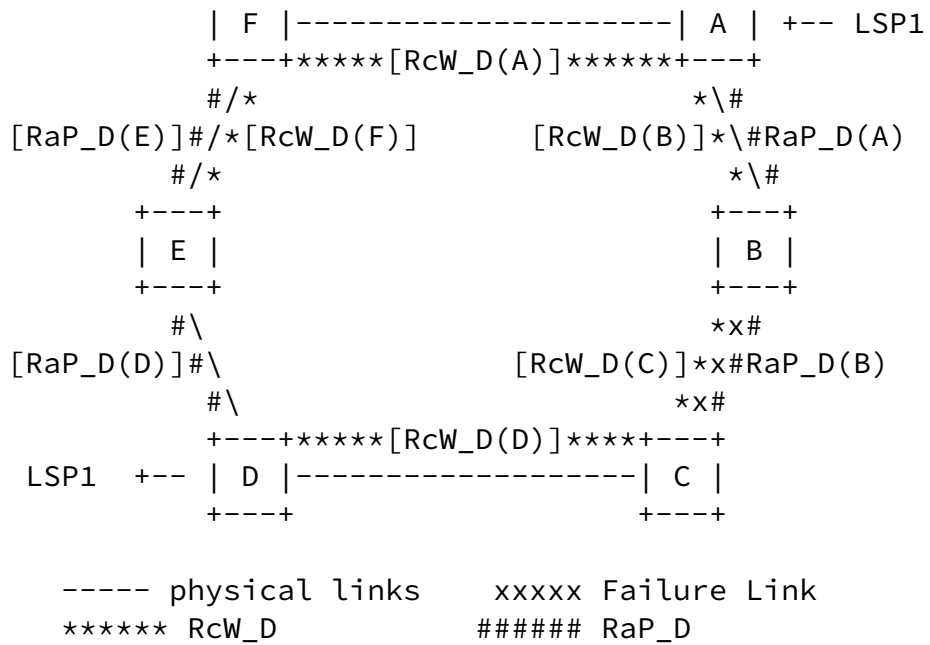 | F |---------------------| A | +-- LSP1
+---+*****[RcW_D(A)]******+---+
#/* *\#
[RaP_D(E)]#/*[RcW_D(F)] [RcW_D(B)]*\#RaP_D(A)
#/* *\#
+---+ +---+
| E | | B |
+---+ +---+
#\ *x#
[RaP_D(D)]#\ [RcW_D(C)]*x#RaP_D(B)
#\ *x#
+---+*****[RcW_D(D)]****+---+
LSP1 +-- | D |-------------------| C |
+---+ +---+
----- physical links xxxxx Failure Link
****** RcW_D ###### RaP_D